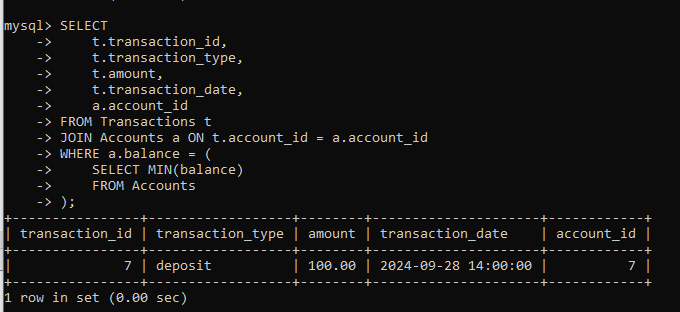 mysql> SELECT
    ->     t.transaction_id,
    ->     t.transaction_type,
    ->     t.amount,
    ->     t.transaction_date,
    ->     a.account_id
    -> FROM Transactions t
    -> JOIN Accounts a ON t.account_id = a.account_id
    -> WHERE a.balance = (
    ->     SELECT MIN(balance)
    ->     FROM Accounts
    -> );
+----------------+------------------+--------+---------------------+------------+
| transaction_id | transaction_type | amount | transaction_date    | account_id |
+----------------+------------------+--------+---------------------+------------+
|              7 | deposit          | 100.00 | 2024-09-28 14:00:00 |          7 |
+----------------+------------------+--------+---------------------+------------+
1 row in set (0.00 sec)